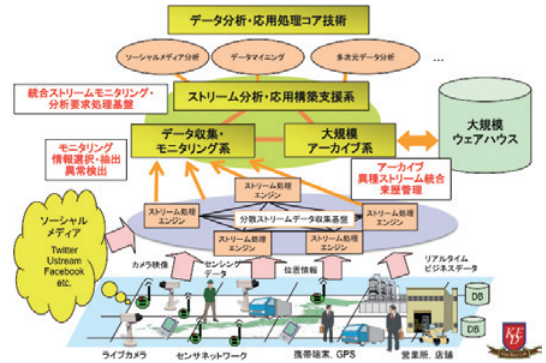 データ分析・応用処理コア技術
ソーシャルメディア分析
データマイニング
多次元データ分析
…
統合ストリームモニタリング・
分析要求処理基盤
ストリーム分析・応用構築支援系
データ収集・
モニタリング系
大規模
アーカイブ系
大規模
ウェアハウス
モニタリング
情報選択・抽出
異常検出
アーカイブ
異種ストリーム統合
来歴管理
ストリーム処理
エンジン
ストリーム処理
エンジン
分散ストリームデータ収集基盤
ストリーム処理
エンジン
ストリーム処理
エンジン
ストリーム処理
エンジン
ソーシャル
メディア
Twitter
Ustream
Facebook
etc.
カメラ映像
センシング
データ
位置情報
リアルタイム
ビジネスデータ
DB
DB
ライブカメラ
センサネットワーク
携帯端末、GPS
営業所、店舗